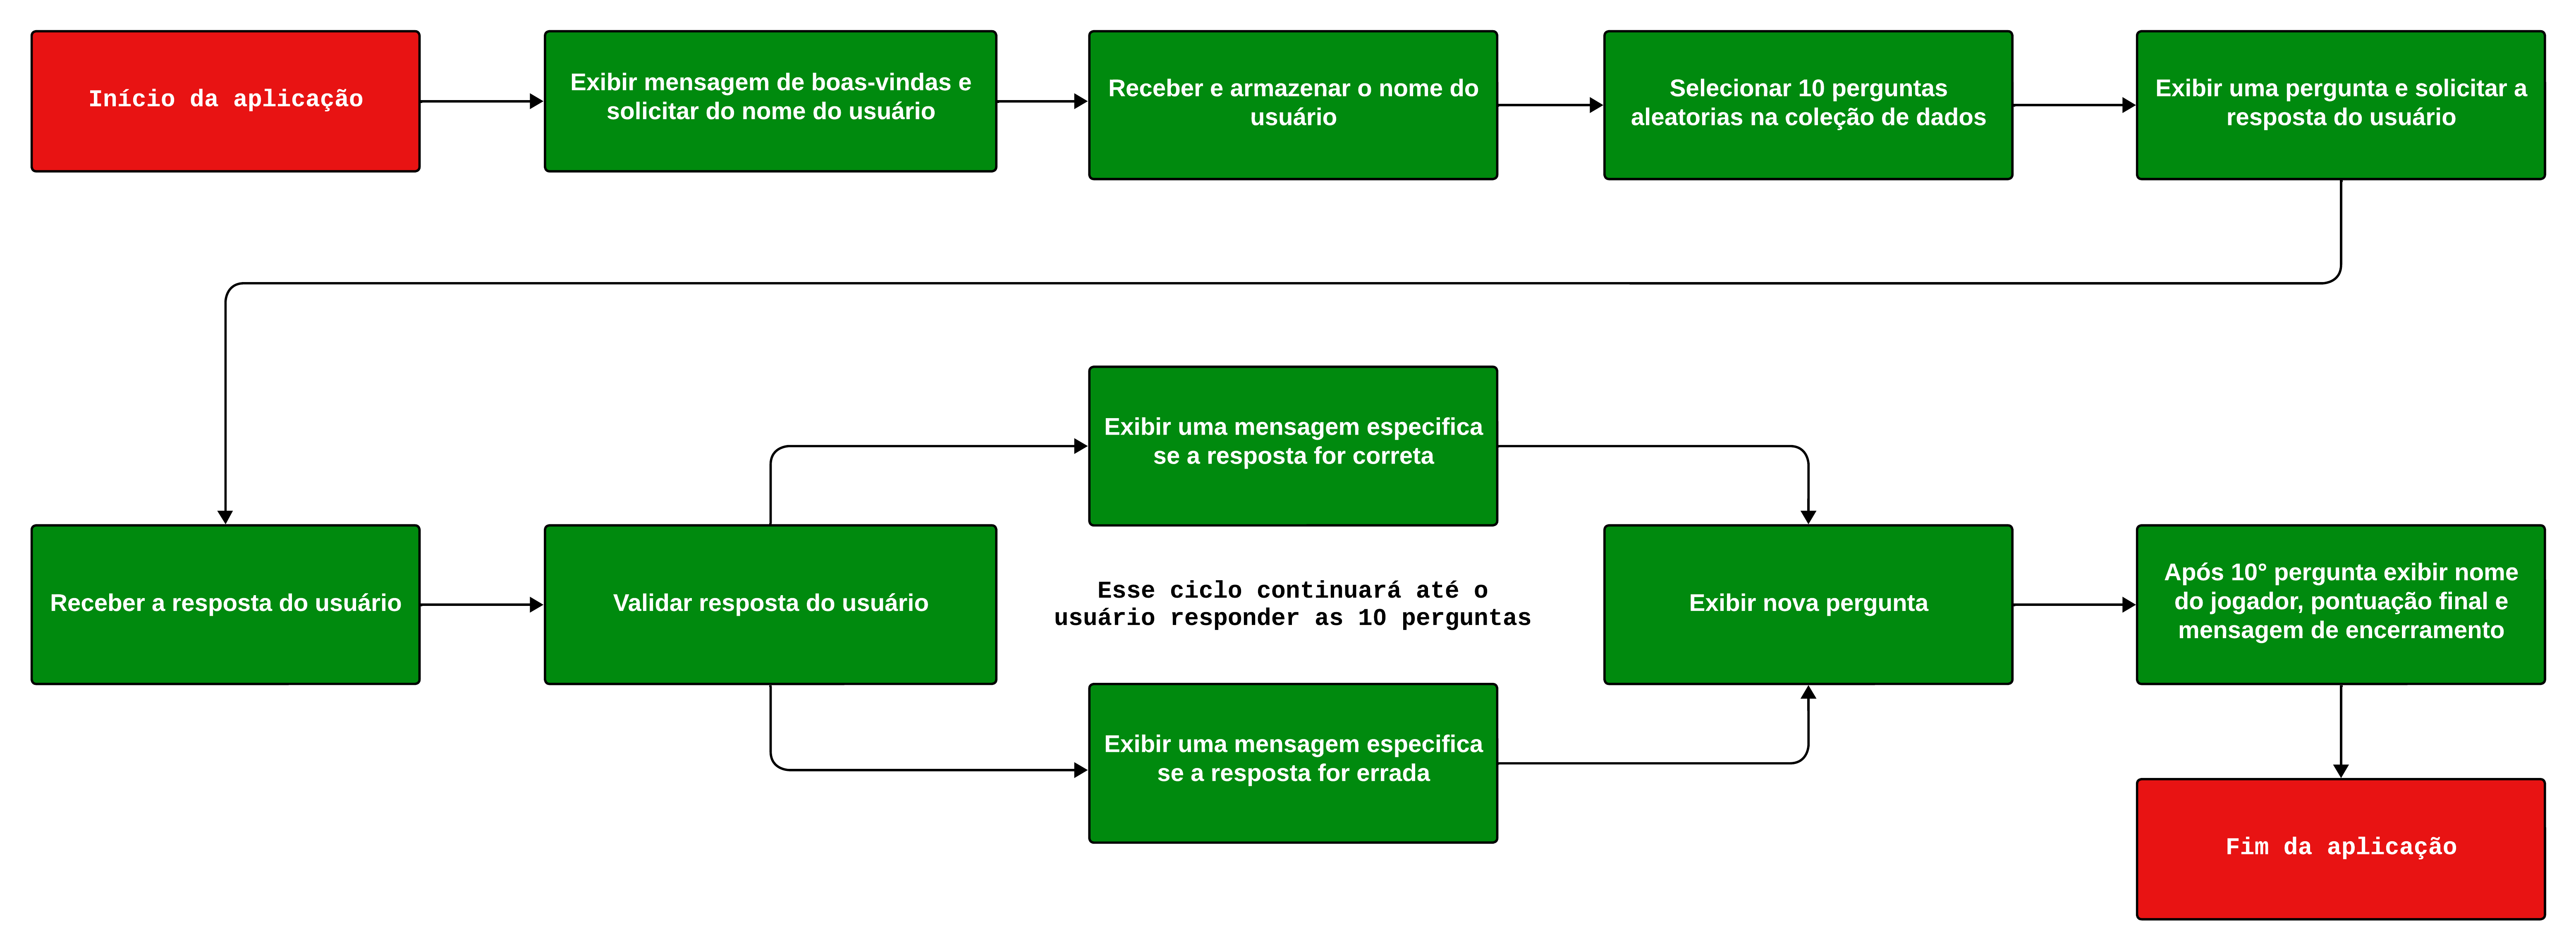 Início da aplicação
Exibir mensagem de boas-vindas e
solicitar do nome do usuário
Receber e armazenar o nome do
usuário
Selecionar 10 perguntas
aleatorias na coleção de dados
Exibir uma pergunta e solicitar a
resposta do usuário
Receber a resposta do usuário
Validar resposta do usuário
Exibir uma mensagem especifica
se a resposta for correta
Esse ciclo continuará até o
usuário responder as 10 perguntas
Exibir uma mensagem especifica
se a resposta for errada
Exibir nova pergunta
Após 10° pergunta exibir nome
do jogador, pontuação final e
mensagem de encerramento
Fim da aplicação